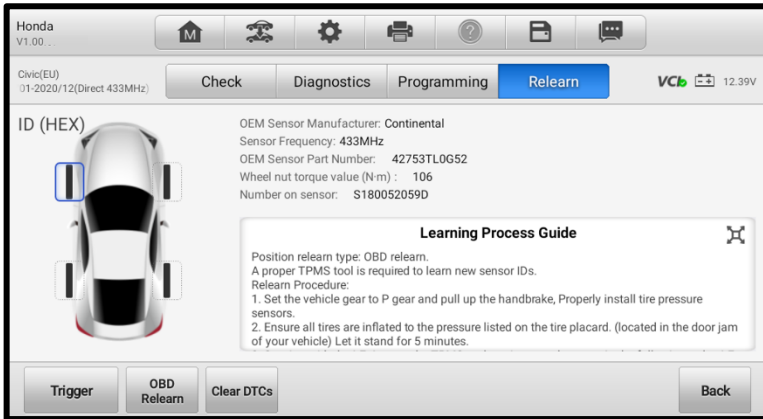 Honda
V1.00...
M
?
Civic(EU)
01-2020/12(Direct 433MHz)
Check
Diagnostics
Programming
Relearn
VCI
12.39V
ID (HEX)
OEM Sensor Manufacturer: Continental
Sensor Frequency: 433MHz
OEM Sensor Part Number: 42753TL0G52
Wheel nut torque value (N·m) : 106
Number on sensor: S180052059D
Learning Process Guide
Position relearn type: OBD relearn.
A proper TPMS tool is required to learn new sensor IDs.
Relearn Procedure:
1. Set the vehicle gear to P gear and pull up the handbrake, Properly install tire pressure
sensors.
2. Ensure all tires are inflated to the pressure listed on the tire placard. (located in the door jam
of your vehicle) Let it stand for 5 minutes.
Trigger
OBD
Relearn
Clear DTCs
Back